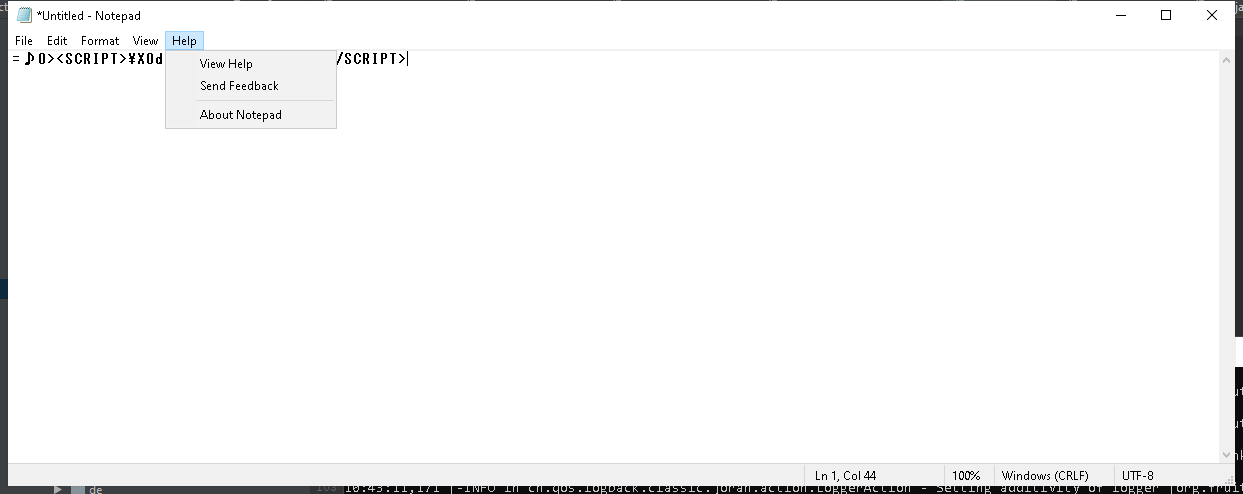 *Untitled - Notepad
File Edit Format View Help
=♪O><SCRIPT>¥XOd /SCRIPT>
View Help
Send Feedback
About Notepad
Ln 1, Col 44 100% Windows (CRLF) UTF-8
de 10:43:11,171 |-INFO in ch.qos.logback.classic.joran.action.LoggerAction - Setting additivity of logger [org.fruit